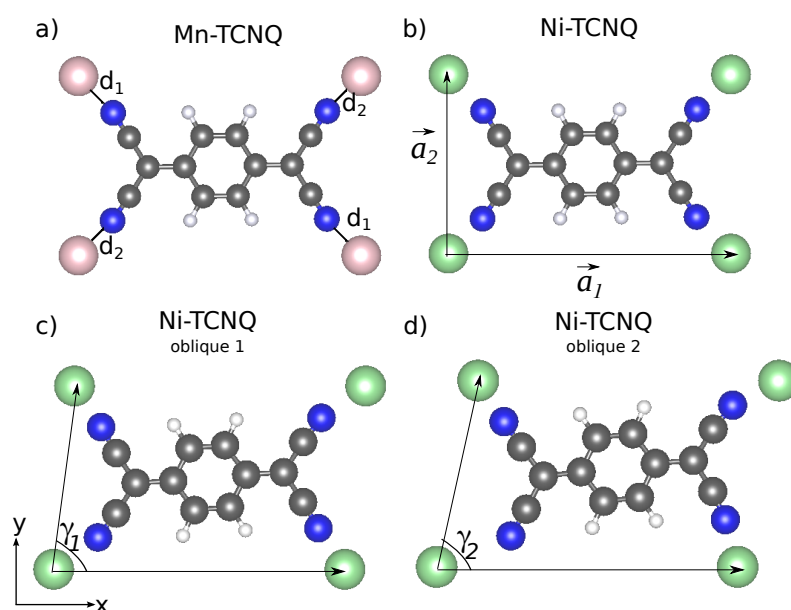 a)
Mn-TCNQ
d1
d2
d2
d1
b)
Ni-TCNQ
a2
a1
c)
Ni-TCNQ
oblique 1
γ1
y
x
d)
Ni-TCNQ
oblique 2
γ2